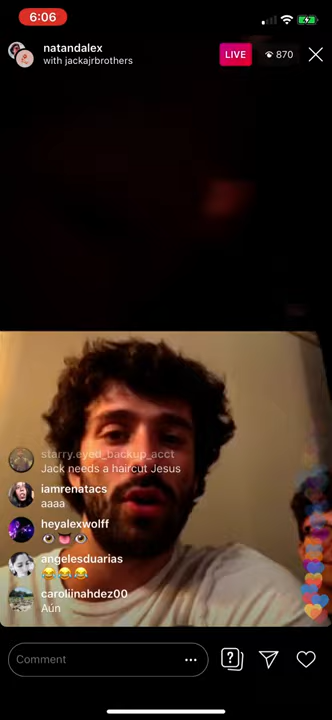 6:06
natandalex
with jackajrbrothers
LIVE
870
starry.eyed_backup_acct
Jack needs a haircut Jesus
iamrenatacs
aaaa
heyalexwolff
👁👅👁
angelesduarias
😂😂😂
caroliinahdez00
Aún
Comment